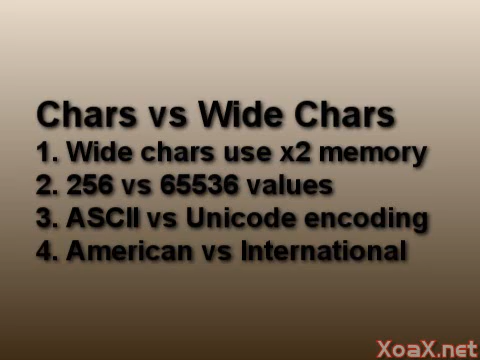 Chars vs Wide Chars
1. Wide chars use x2 memory
2. 256 vs 65536 values
3. ASCII vs Unicode encoding
4. American vs International
XoaX.net